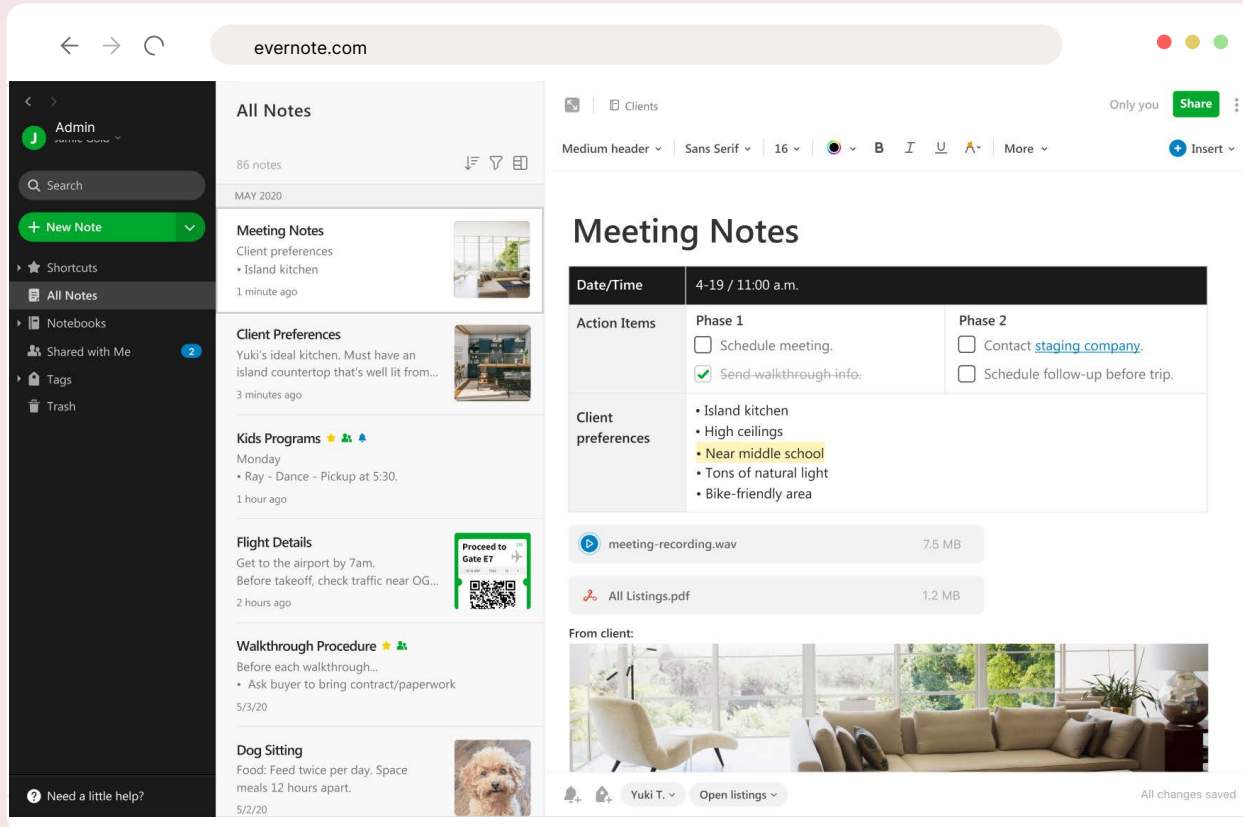 evernote.com
J
Admin
Search
+ New Note
Shortcuts
All Notes
Notebooks
Shared with Me 2
Tags
Trash
Need a little help?
All Notes
86 notes
MAY 2020
Meeting Notes
Client preferences
• Island kitchen
1 minute ago
Client Preferences
Yuki's ideal kitchen. Must have an
island countertop that's well lit from...
3 minutes ago
Kids Programs
Monday
• Ray - Dance - Pickup at 5:30.
1 hour ago
Flight Details
Get to the airport by 7am.
Before takeoff, check traffic near OG...
2 hours ago
Proceed to
Gate E7
Walkthrough Procedure
Before each walkthrough...
• Ask buyer to bring contract/paperwork
5/3/20
Dog Sitting
Food: Feed twice per day. Space
meals 12 hours apart.
5/2/20
Clients
Only you Share
Medium header Sans Serif 16 B I U A More + Insert
Meeting Notes
Date/Time 4-19 / 11:00 a.m.
Action Items
Phase 1
Schedule meeting.
Send walkthrough info.
Phase 2
Contact staging company.
Schedule follow-up before trip.
Client
preferences
• Island kitchen
• High ceilings
• Near middle school
• Tons of natural light
• Bike-friendly area
meeting-recording.wav 7.5 MB
All Listings.pdf 1.2 MB
From client:
Yuki T. Open listings All changes saved